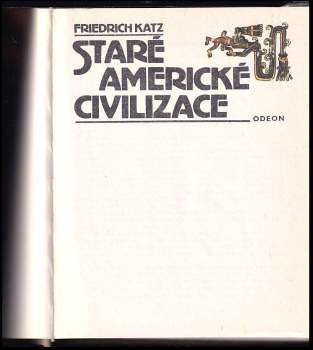 FRIEDRICH KATZ
STARÉ
AMERICKÉ
CIVILIZACE
ODEON